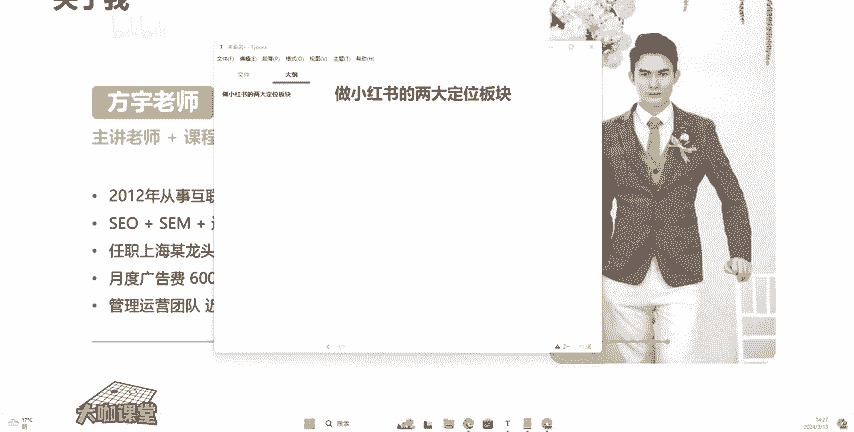 关于我
未命名 - Typora
文件(F) 编辑(E) 段落(P) 格式(O) 视图(V) 主题(T) 帮助(H)
文件 大纲
做小红书的两大定位板块
做小红书的两大定位板块
方宇老师
主讲老师 + 课程
2012年从事互联
SEO + SEM +
任职上海某龙头
月度广告费 600
管理运营团队 近
大咖课堂
17°C
搜索
14:27